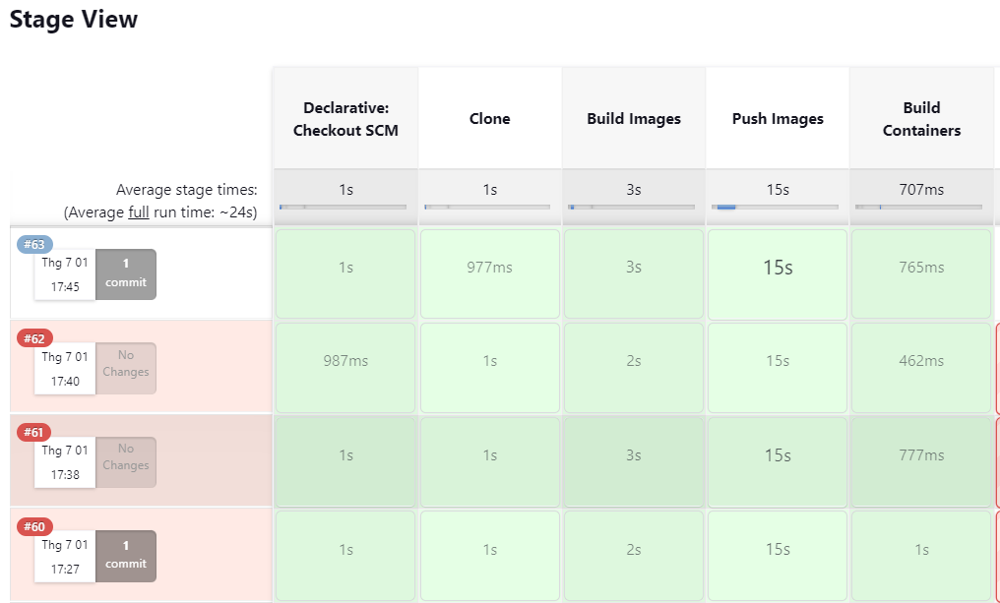 Stage View
Declarative:
Checkout SCM
Clone
Build Images
Push Images
Build
Containers
Average stage times:
(Average full run time: ~24s)
1s
1s
3s
15s
707ms
#63
Thg 7 01
17:45
1
commit
1s
977ms
3s
15s
765ms
#62
Thg 7 01
17:40
No
Changes
987ms
1s
2s
15s
462ms
#61
Thg 7 01
17:38
No
Changes
1s
1s
3s
15s
777ms
#60
Thg 7 01
17:27
1
commit
1s
1s
2s
15s
1s